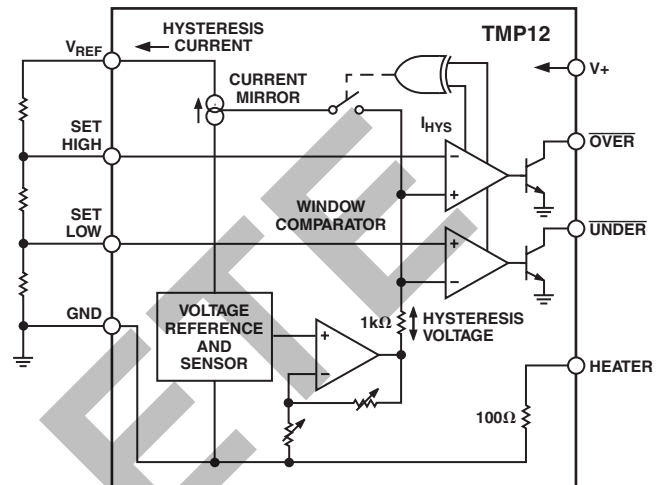 HYSTERESIS
CURRENT
TMP12
VREF
V+
CURRENT
MIRROR
IHYS
SET
HIGH
OVER
SET
LOW
WINDOW
COMPARATOR
UNDER
GND
VOLTAGE
REFERENCE
AND
SENSOR
1kΩ
HYSTERESIS
VOLTAGE
HEATER
100Ω
− + + − + −
ETE